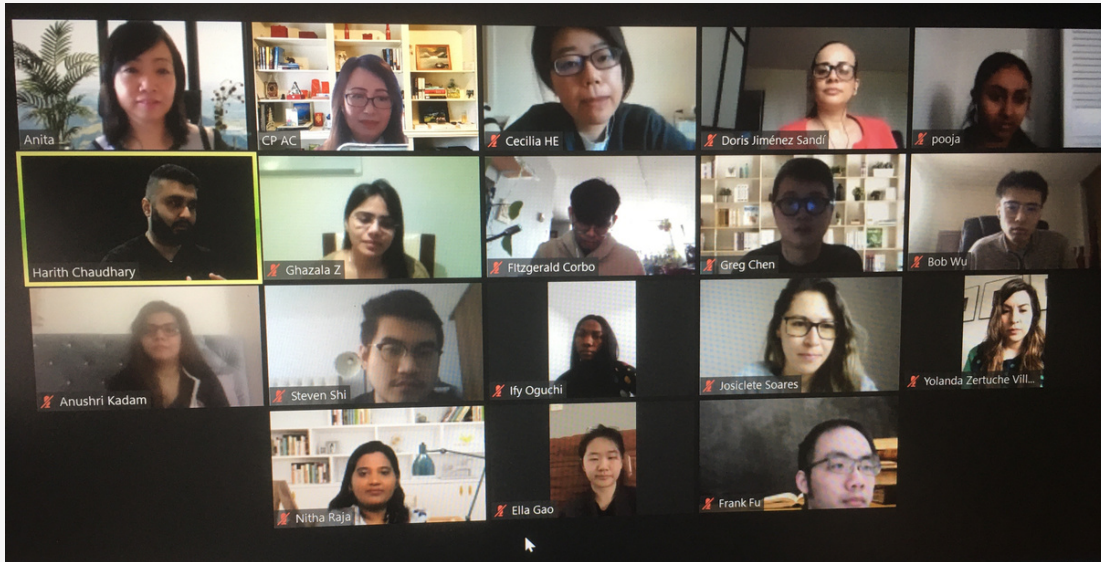 Anita
CP AC
Cecilia HE
Doris Jiménez Sandí
pooja
Harith Chaudhary
Ghazala Z
Fitzgerald Corbo
Greg Chen
Bob Wu
Anushri Kadam
Steven Shi
Ify Oguchi
Josiclete Soares
Yolanda Zertuche Vill...
Nitha Raja
Ella Gao
Frank Fu